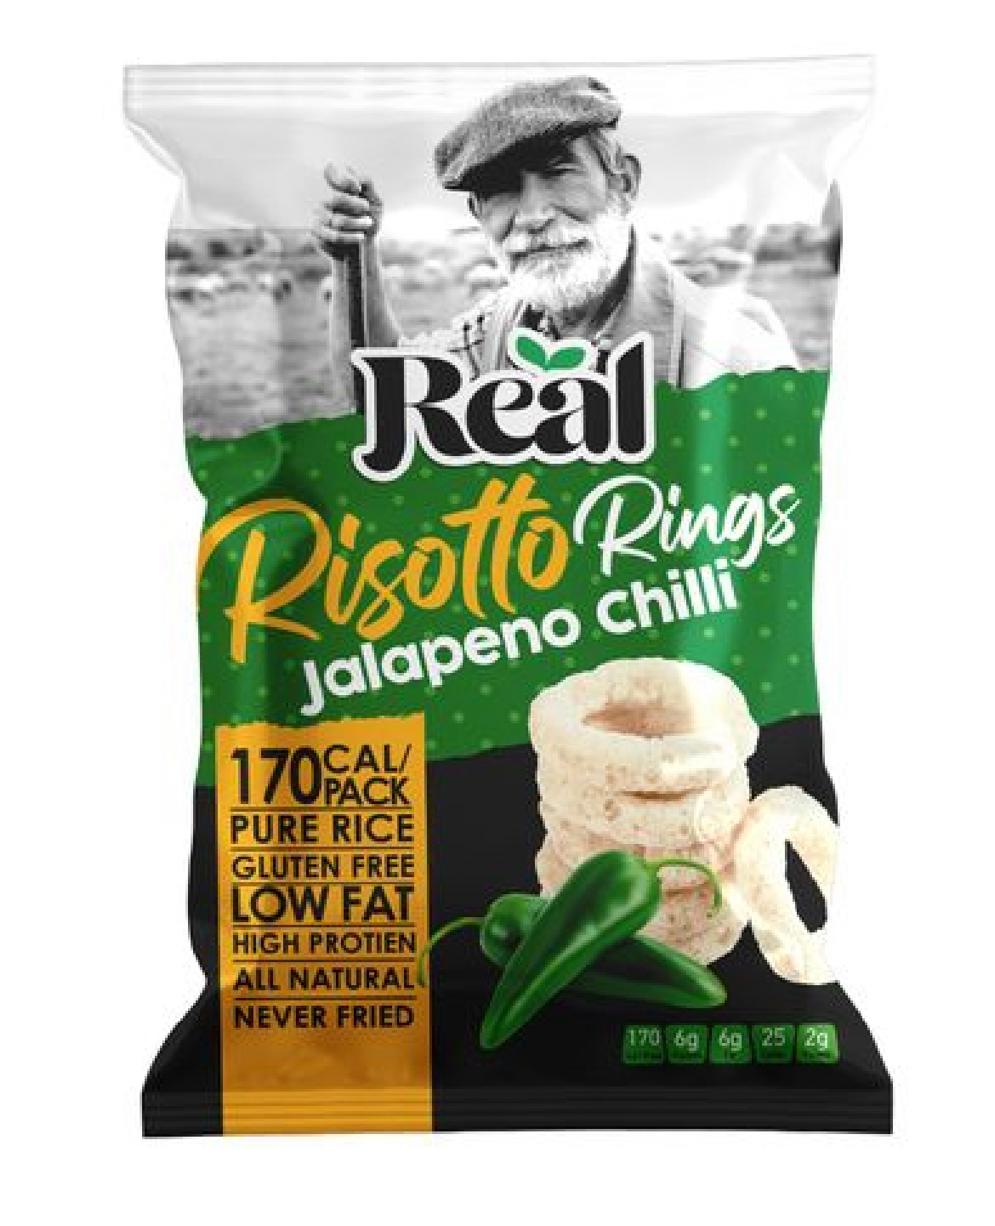 Real
Risotto Rings
Jalapeno Chilli
170 CAL/
PACK
PURE RICE
GLUTEN FREE
LOW FAT
HIGH PROTIEN
ALL NATURAL
NEVER FRIED
170 6g 6g 25 2g